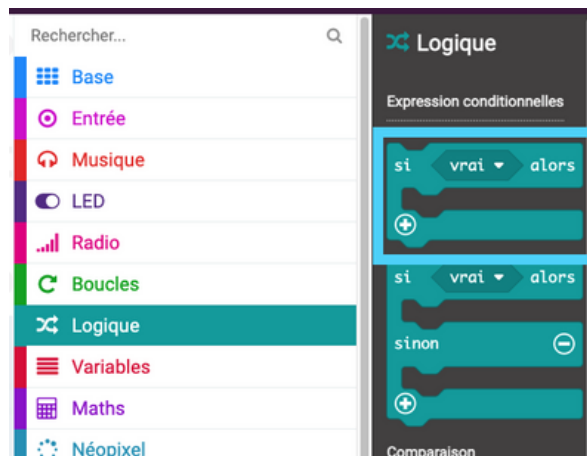 Rechercher...
Base
Entrée
Musique
LED
Radio
Boucles
Logique
Variables
Maths
Néopixel
Logique
Expression conditionnelles
si vrai alors
si vrai alors
sinon
Comparaison